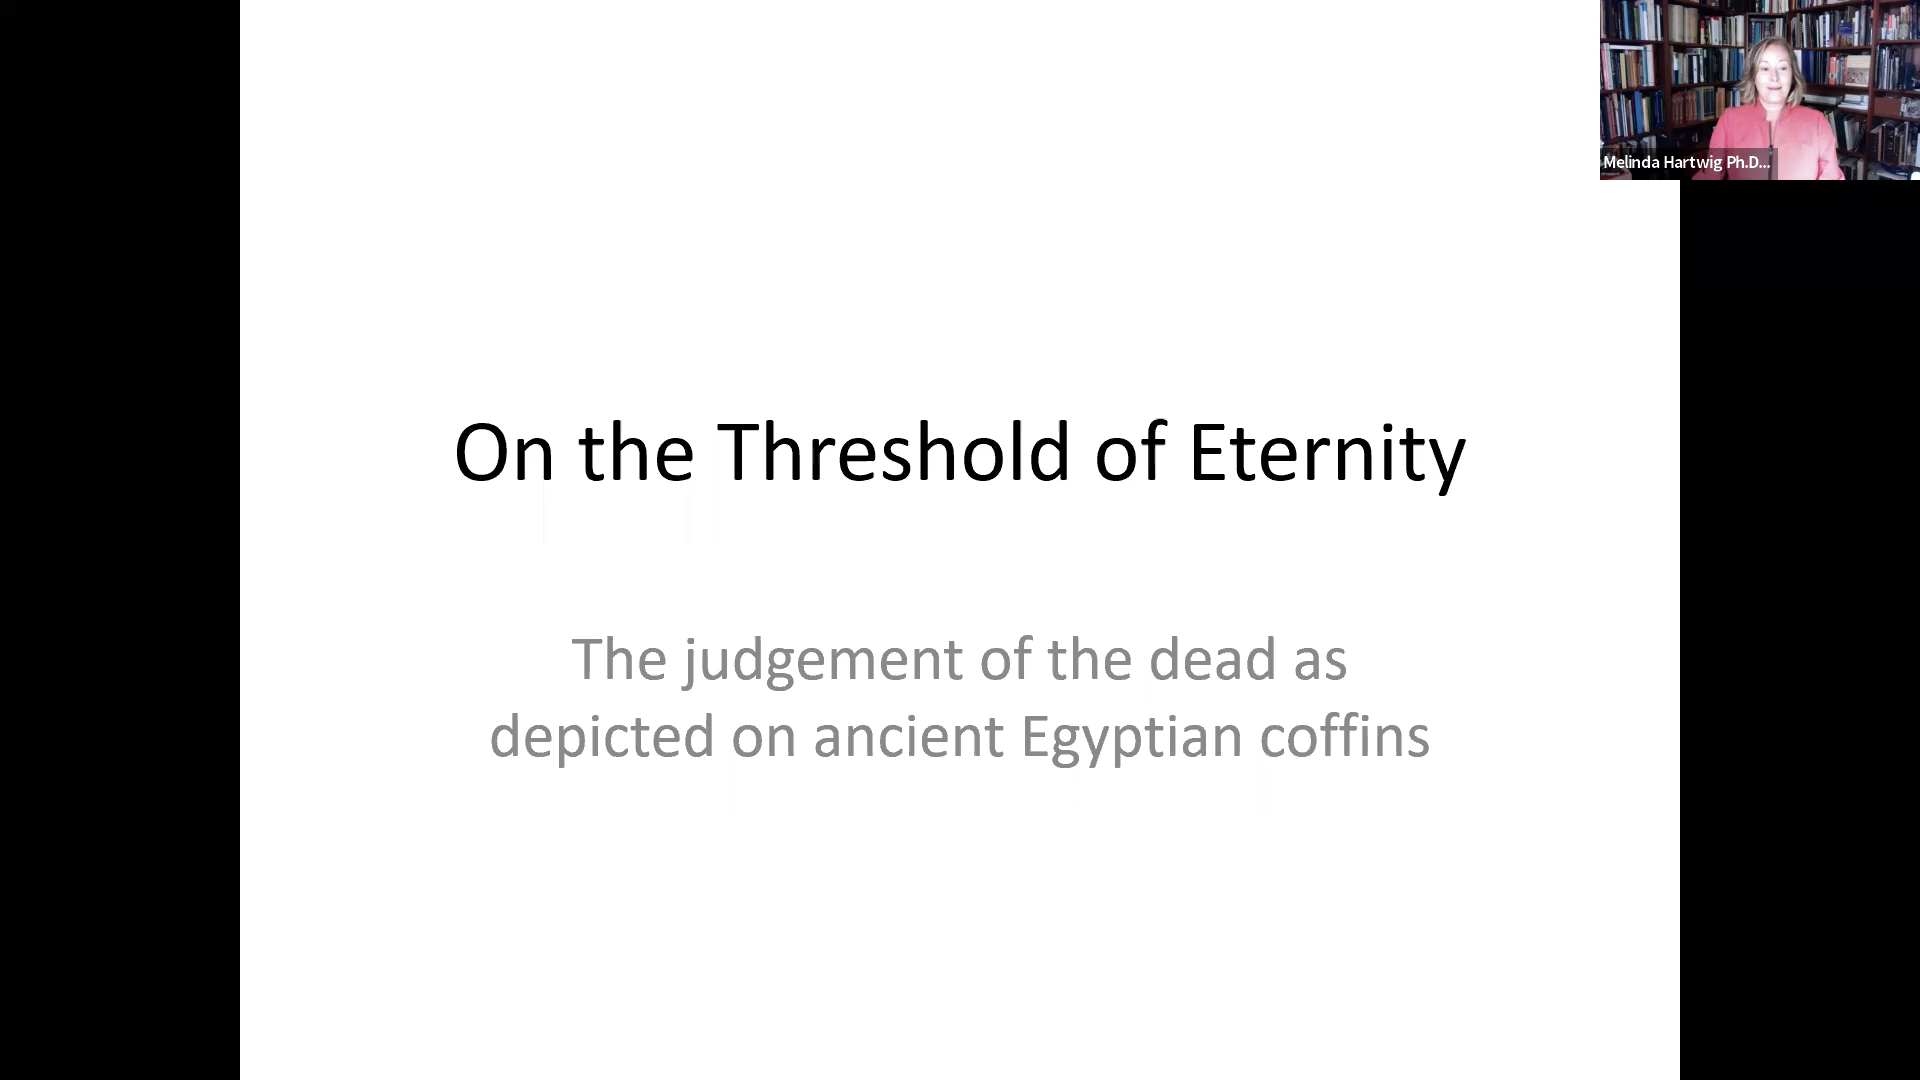 Melinda Hartwig Ph.D...
On the Threshold of Eternity
The judgement of the dead as
depicted on ancient Egyptian coffins